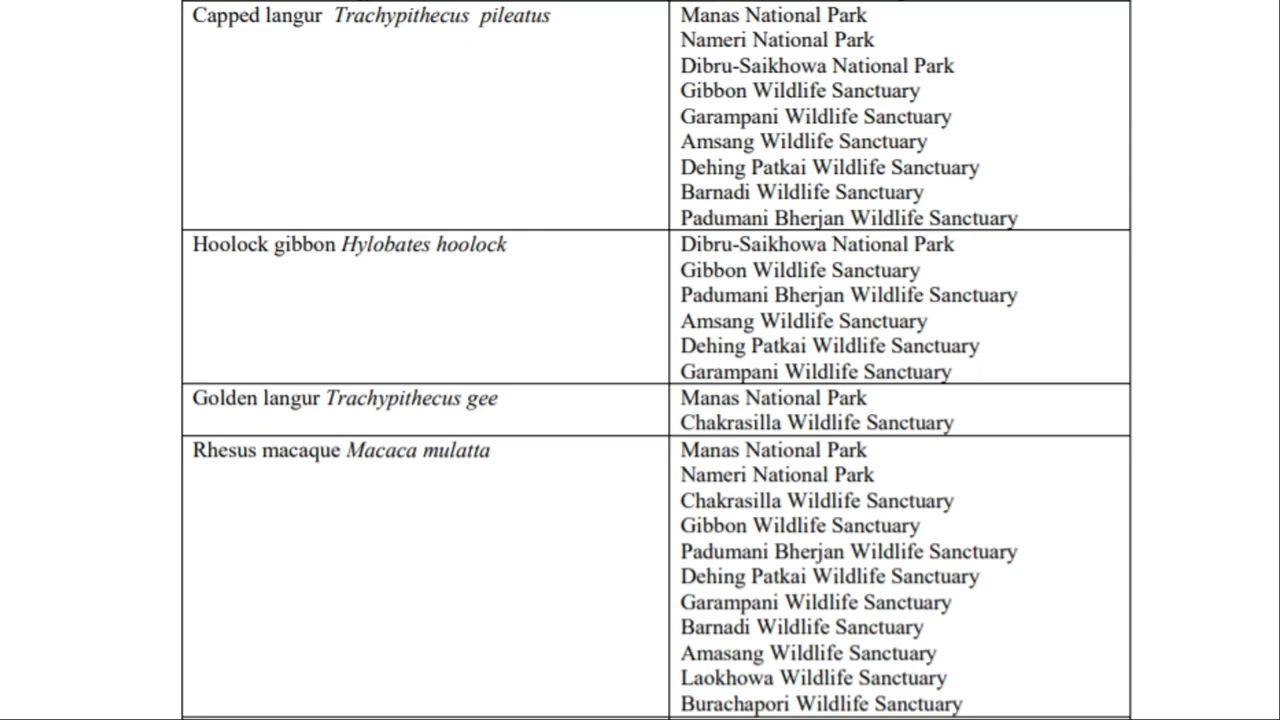 Capped langur Trachypithecus pileatus
Manas National Park
Nameri National Park
Dibru-Saikhowa National Park
Gibbon Wildlife Sanctuary
Garampani Wildlife Sanctuary
Amsang Wildlife Sanctuary
Dehing Patkai Wildlife Sanctuary
Barnadi Wildlife Sanctuary
Padumani Bherjan Wildlife Sanctuary
Hoolock gibbon Hylobates hoolock
Dibru-Saikhowa National Park
Gibbon Wildlife Sanctuary
Padumani Bherjan Wildlife Sanctuary
Amsang Wildlife Sanctuary
Dehing Patkai Wildlife Sanctuary
Garampani Wildlife Sanctuary
Golden langur Trachypithecus gee
Manas National Park
Chakrasilla Wildlife Sanctuary
Rhesus macaque Macaca mulatta
Manas National Park
Nameri National Park
Chakrasilla Wildlife Sanctuary
Gibbon Wildlife Sanctuary
Padumani Bherjan Wildlife Sanctuary
Dehing Patkai Wildlife Sanctuary
Garampani Wildlife Sanctuary
Barnadi Wildlife Sanctuary
Amasang Wildlife Sanctuary
Laokhowa Wildlife Sanctuary
Burachapori Wildlife Sanctuary